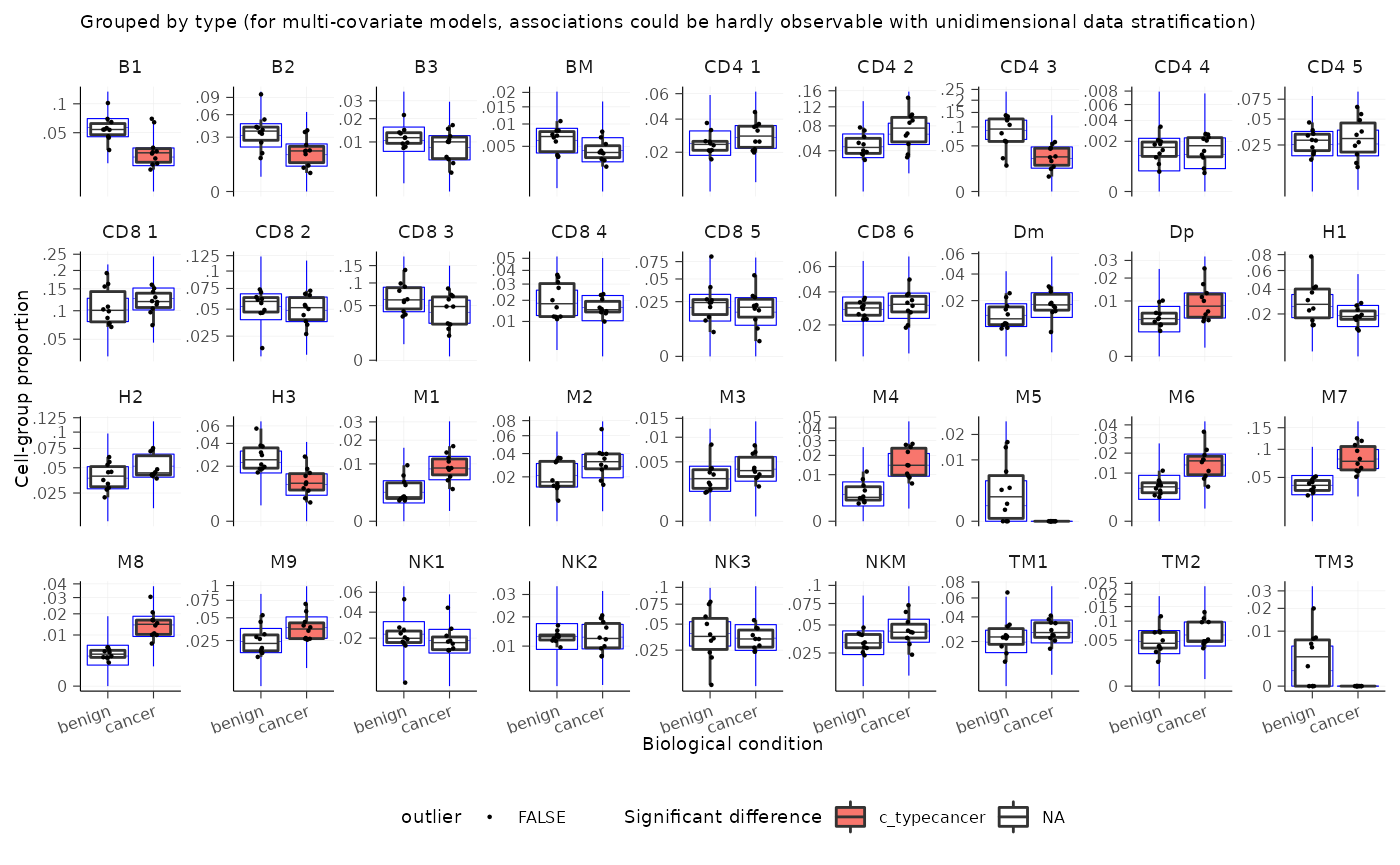 Grouped by type (for multi-covariate models, associations could be hardly observable with unidimensional data stratification)
B1 B2 B3 BM CD4 1 CD4 2 CD4 3 CD4 4 CD4 5
.1 .05
.09 .06 .03 0
.03 .02 .01
.02 .015 .01 .005
.06 .04 .02
.16 .12 .08 .04
.25 .2 .15 .1 .05 0
.008 .006 .004 .002 0
.075 .05 .025
CD8 1 CD8 2 CD8 3 CD8 4 CD8 5 CD8 6 Dm Dp H1
.25 .2 .15 .1 .05
.125 .1 .075 .05 .025
.15 .1 .05 0
.05 .04 .03 .02 .01
.075 .05 .025 0
.06 .04 .02
.06 .04 .02
.03 .02 .01 0
.08 .06 .04 .02
Cell-group proportion
H2 H3 M1 M2 M3 M4 M5 M6 M7
.125 .1 .075 .05 .025
.06 .04 .02 0
.03 .02 .01
.08 .06 .04 .02
.015 .01 .005 0
.05 .04 .03 .02 .01 0
.02 .01 0
.04 .03 .02 .01 0
.15 .1 .05
M8 M9 NK1 NK2 NK3 NKM TM1 TM2 TM3
.04 .03 .02 .01 0
.1 .075 .05 .025
.06 .04 .02
.03 .02 .01
.1 .075 .05 .025
.1 .075 .05 .025
.08 .06 .04 .02
.025 .02 .015 .01 .005 0
.03 .02 .01 0
benign cancer benign cancer benign cancer benign cancer benign cancer benign cancer benign cancer benign cancer benign cancer
Biological condition
outlier FALSE Significant difference c_typecancer NA